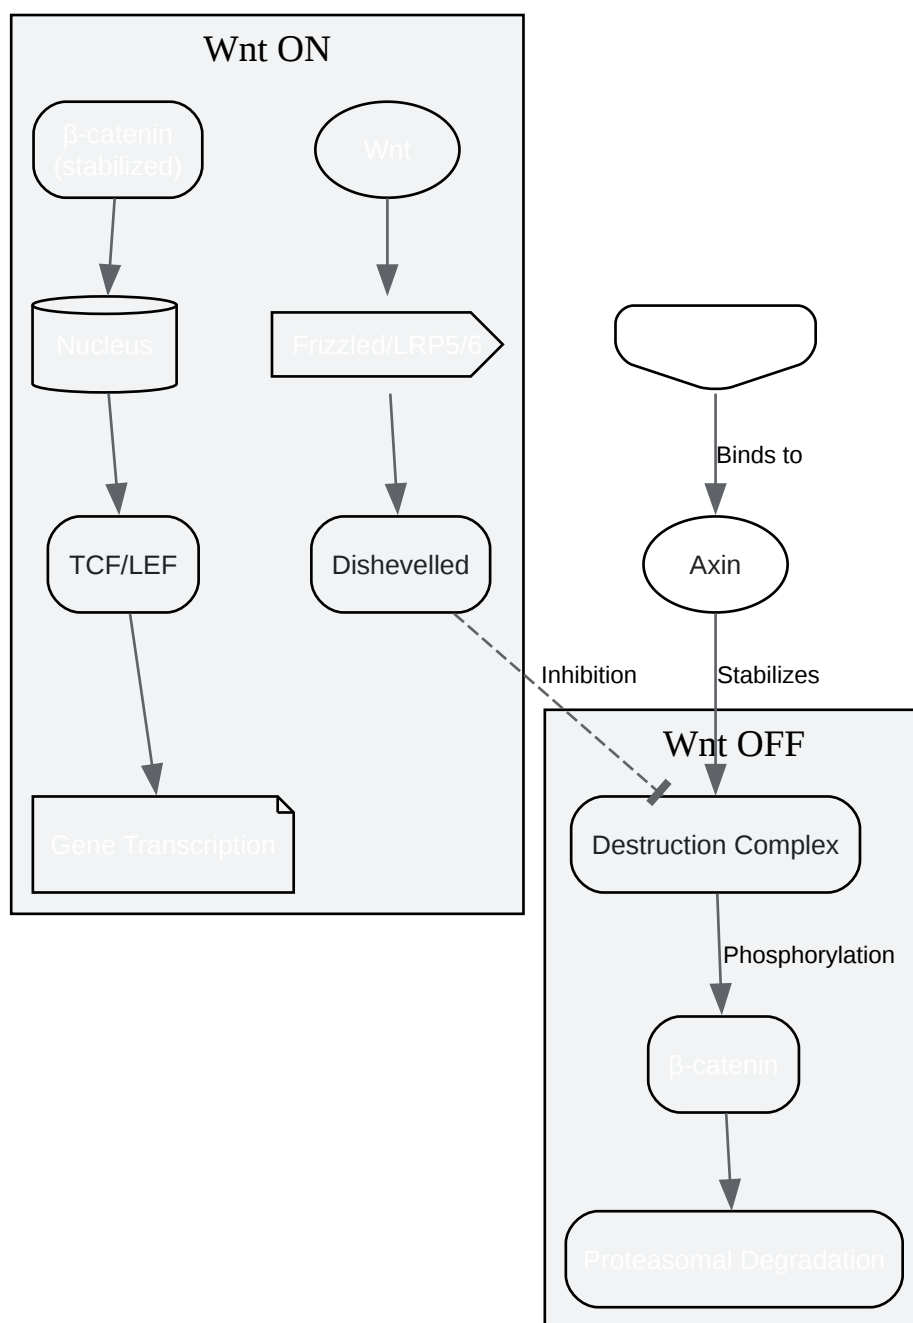 Wnt ON
β-catenin
(stabilized)
Wnt
Nucleus
Frizzled/LRP5/6
Binds to
TCF/LEF
Dishevelled
Axin
Inhibition
Stabilizes
Wnt OFF
Gene Transcription
Destruction Complex
Phosphorylation
β-catenin
Proteasomal Degradation